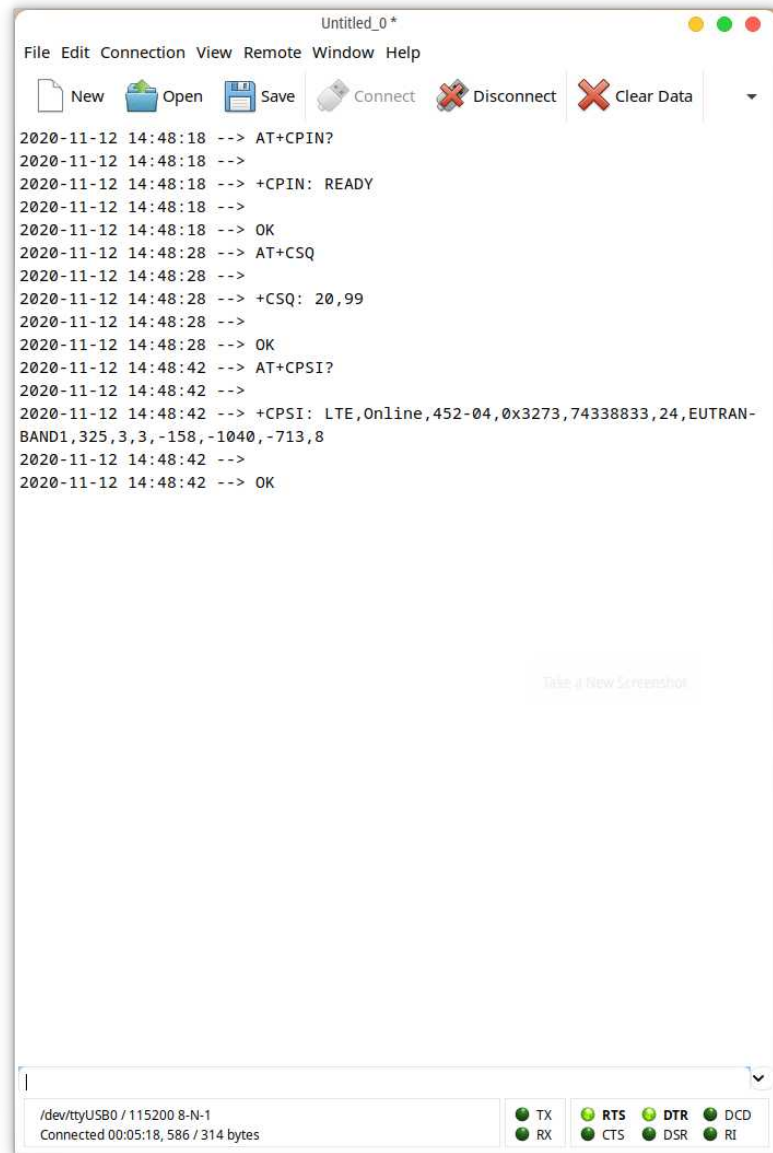 Untitled_0 *
File Edit Connection View Remote Window Help
New Open Save Connect Disconnect Clear Data
2020-11-12 14:48:18 --> AT+CPIN?
2020-11-12 14:48:18 -->
2020-11-12 14:48:18 --> +CPIN: READY
2020-11-12 14:48:18 -->
2020-11-12 14:48:18 --> OK
2020-11-12 14:48:28 --> AT+CSQ
2020-11-12 14:48:28 -->
2020-11-12 14:48:28 --> +CSQ: 20,99
2020-11-12 14:48:28 -->
2020-11-12 14:48:28 --> OK
2020-11-12 14:48:42 --> AT+CPSI?
2020-11-12 14:48:42 -->
2020-11-12 14:48:42 --> +CPSI: LTE,Online,452-04,0x3273,74338833,24,EUTRAN-
BAND1,325,3,3,-158,-1040,-713,8
2020-11-12 14:48:42 -->
2020-11-12 14:48:42 --> OK
Take a New Screenshot
/dev/ttyUSB0 / 115200 8-N-1 TX RTS DTR DCD
Connected 00:05:18, 586 / 314 bytes RX CTS DSR RI